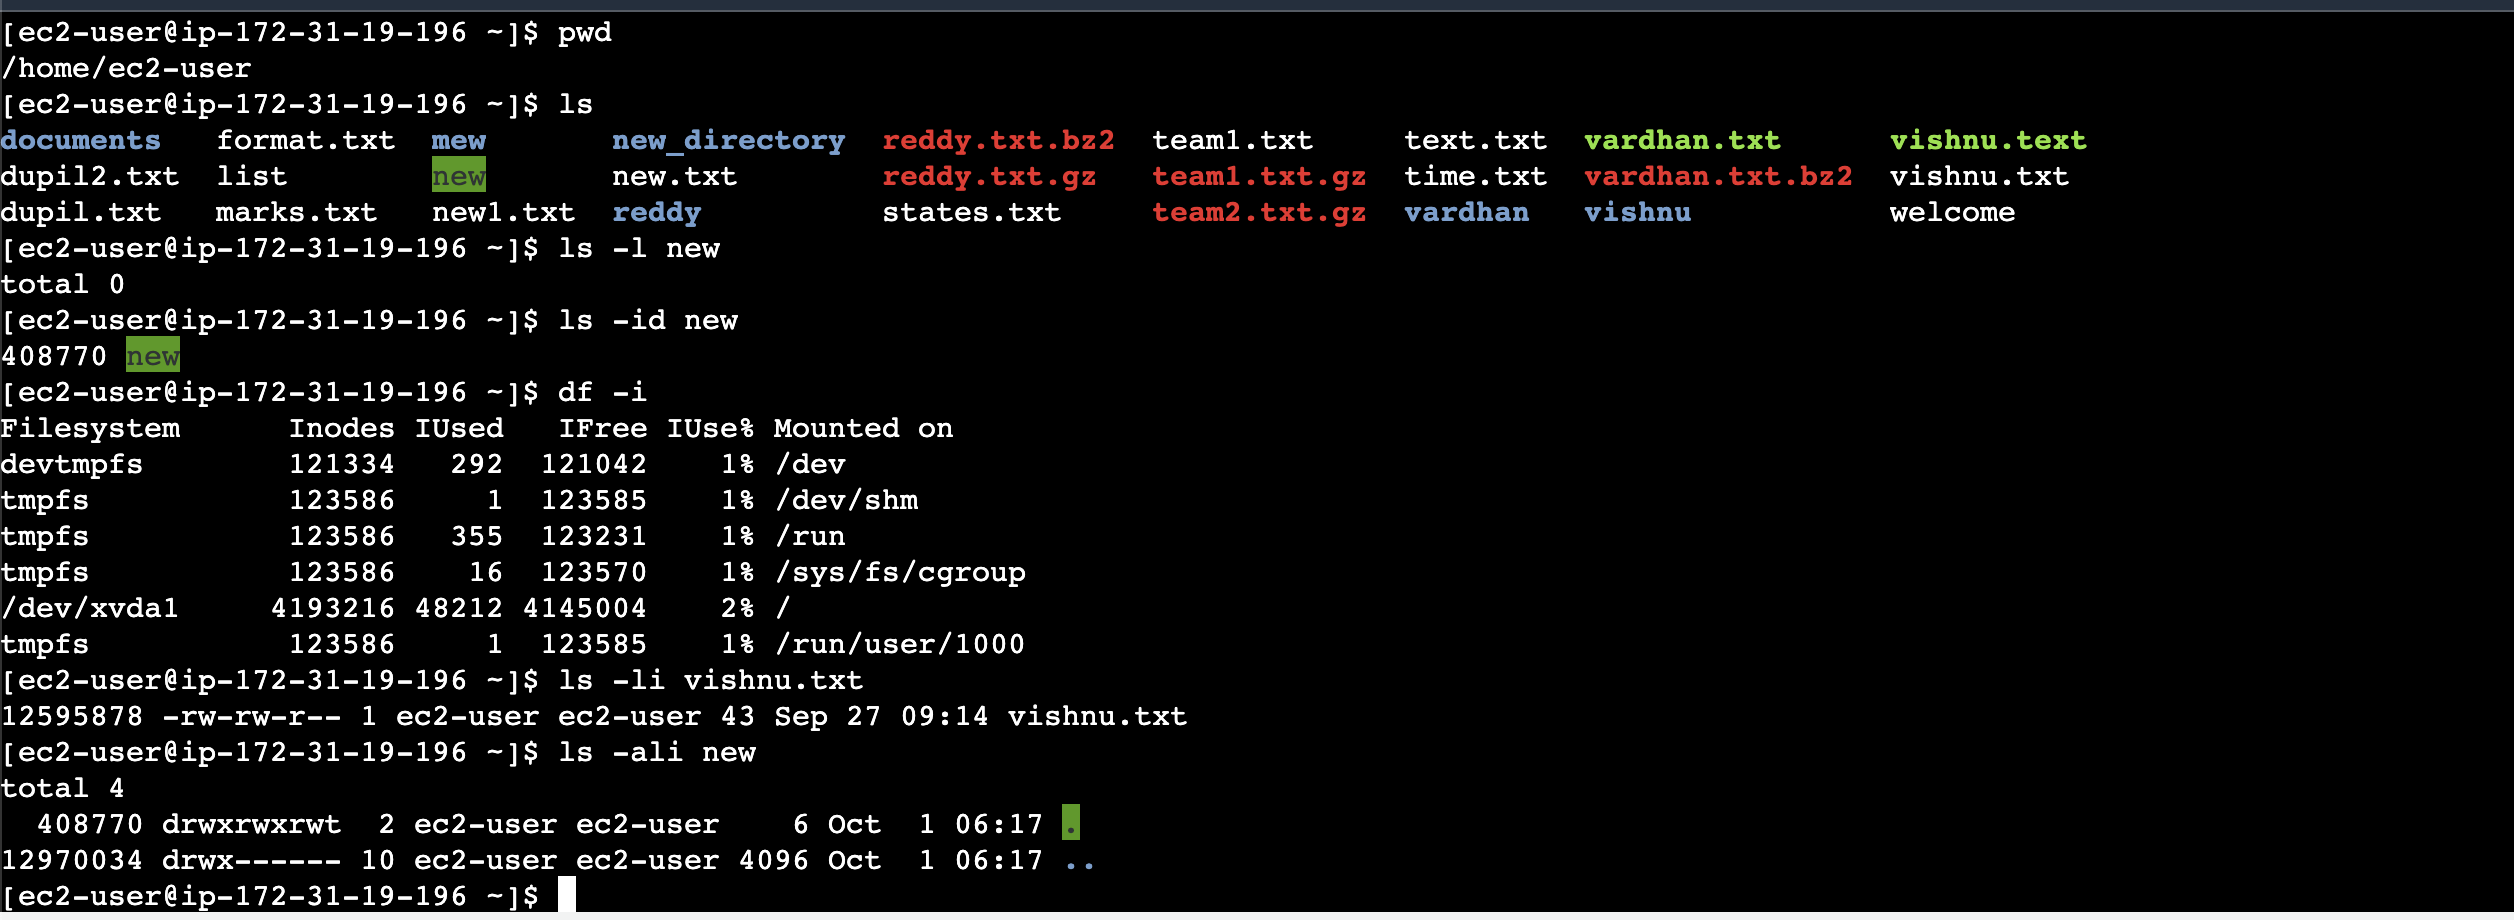 [ec2-user@ip-172-31-19-196 ~]$ pwd
/home/ec2-user
[ec2-user@ip-172-31-19-196 ~]$ ls
documents   format.txt  mew       new_directory  reddy.txt.bz2  team1.txt     text.txt  vardhan.txt      vishnu.text
dupil2.txt  list        new       new.txt        reddy.txt.gz   team1.txt.gz  time.txt  vardhan.txt.bz2  vishnu.txt
dupil.txt   marks.txt   new1.txt  reddy          states.txt     team2.txt.gz  vardhan   vishnu           welcome
[ec2-user@ip-172-31-19-196 ~]$ ls -l new
total 0
[ec2-user@ip-172-31-19-196 ~]$ ls -id new
408770 new
[ec2-user@ip-172-31-19-196 ~]$ df -i
Filesystem      Inodes IUsed   IFree IUse% Mounted on
devtmpfs        121334   292  121042    1% /dev
tmpfs           123586     1  123585    1% /dev/shm
tmpfs           123586   355  123231    1% /run
tmpfs           123586    16  123570    1% /sys/fs/cgroup
/dev/xvda1     4193216 48212 4145004    2% /
tmpfs           123586     1  123585    1% /run/user/1000
[ec2-user@ip-172-31-19-196 ~]$ ls -li vishnu.txt
12595878 -rw-rw-r-- 1 ec2-user ec2-user 43 Sep 27 09:14 vishnu.txt
[ec2-user@ip-172-31-19-196 ~]$ ls -ali new
total 4
  408770 drwxrwxrwt  2 ec2-user ec2-user    6 Oct  1 06:17 .
12970034 drwx------ 10 ec2-user ec2-user 4096 Oct  1 06:17 ..
[ec2-user@ip-172-31-19-196 ~]$